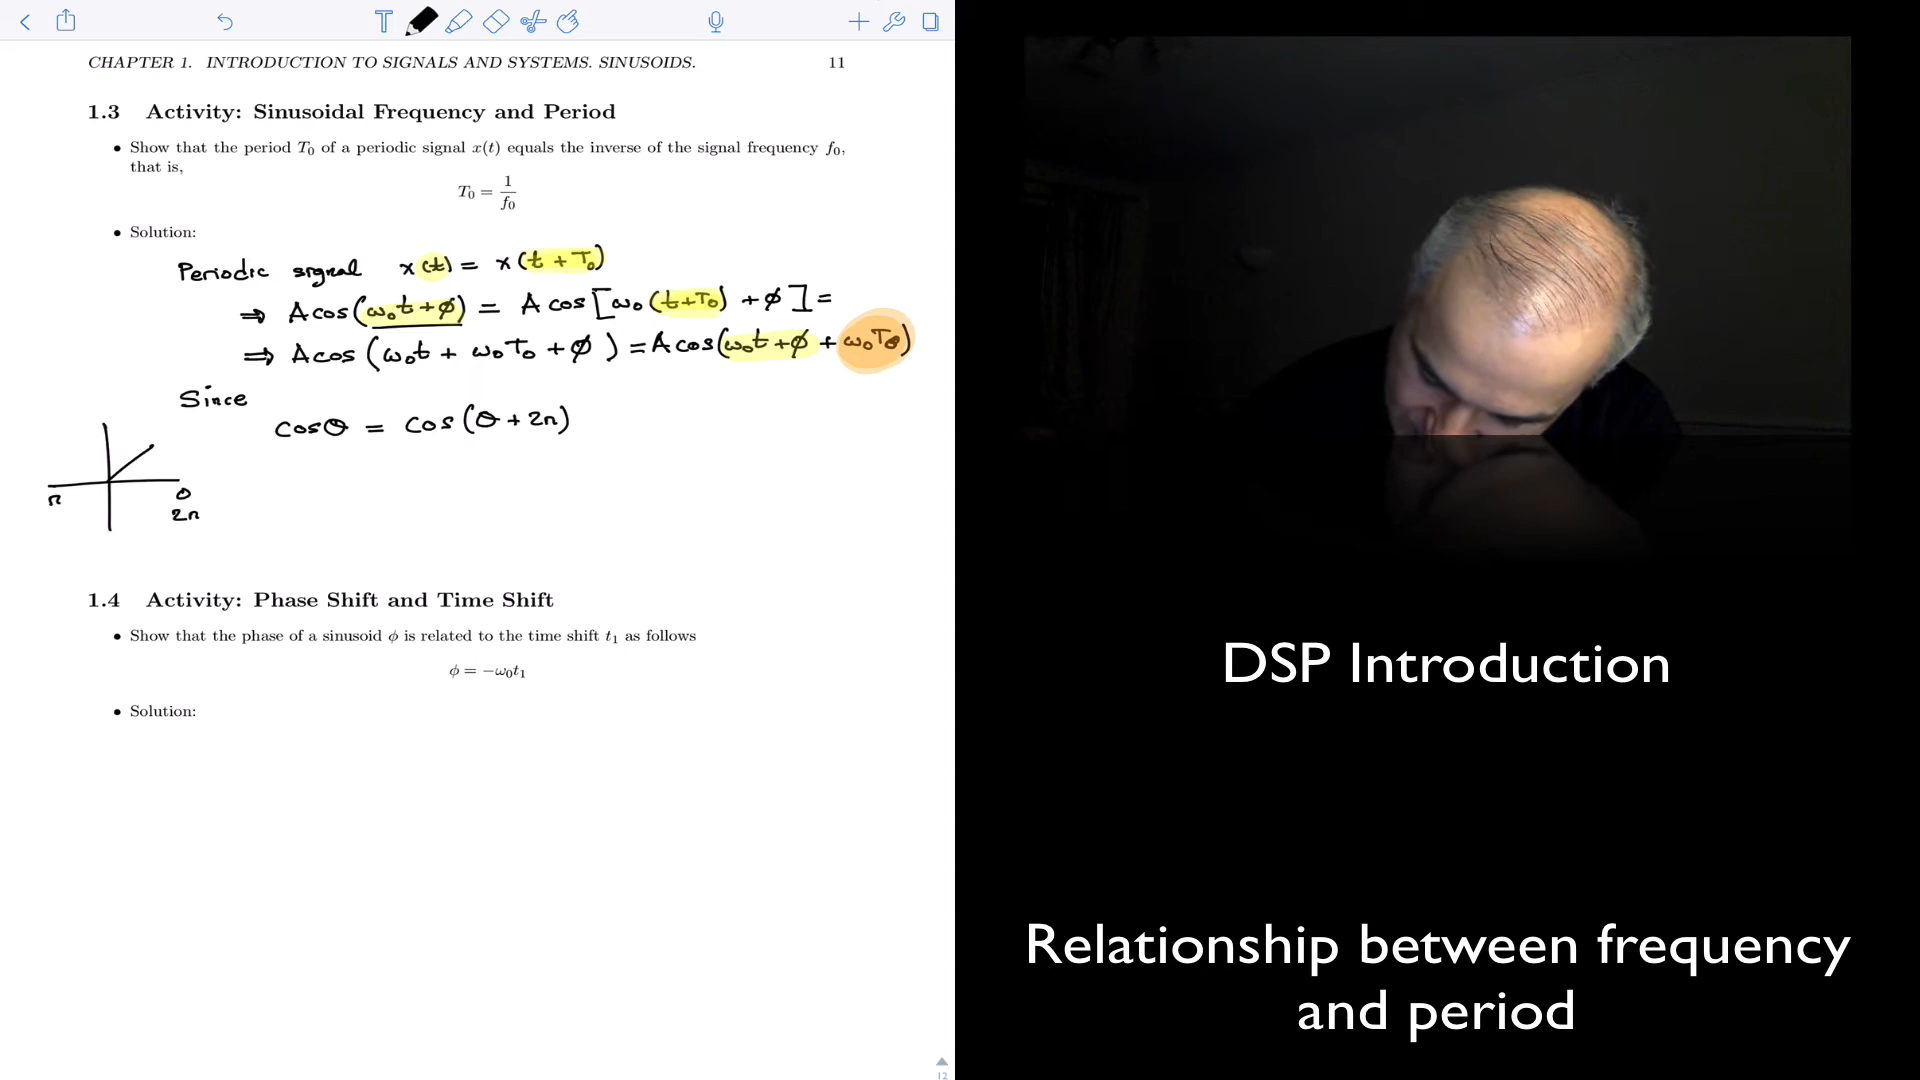 CHAPTER 1. INTRODUCTION TO SIGNALS AND SYSTEMS. SINUSOIDS. 11
1.3 Activity: Sinusoidal Frequency and Period
• Show that the period T₀ of a periodic signal x(t) equals the inverse of the signal frequency f₀,
that is,
T₀ = 1/f₀
• Solution:
Periodic signal x(t) = x(t + T₀)
⇒ A cos(ω₀t+φ) = A cos[ω₀(t+T₀) + φ] =
⇒ A cos(ω₀t + ω₀T₀ + φ) = A cos(ω₀t + φ + ω₀T₀)
Since
cosθ = cos(θ + 2π)
π 0
2π
1.4 Activity: Phase Shift and Time Shift
• Show that the phase of a sinusoid φ is related to the time shift t₁ as follows
φ = −ω₀t₁
• Solution:
12
DSP Introduction
Relationship between frequency
and period